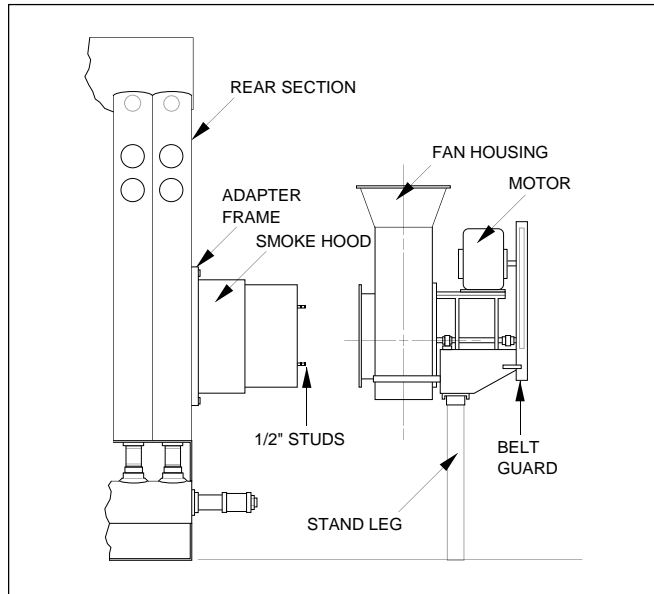 REAR SECTION
FAN HOUSING
MOTOR
ADAPTER
FRAME
SMOKE HOOD
1/2" STUDS
BELT
GUARD
STAND LEG